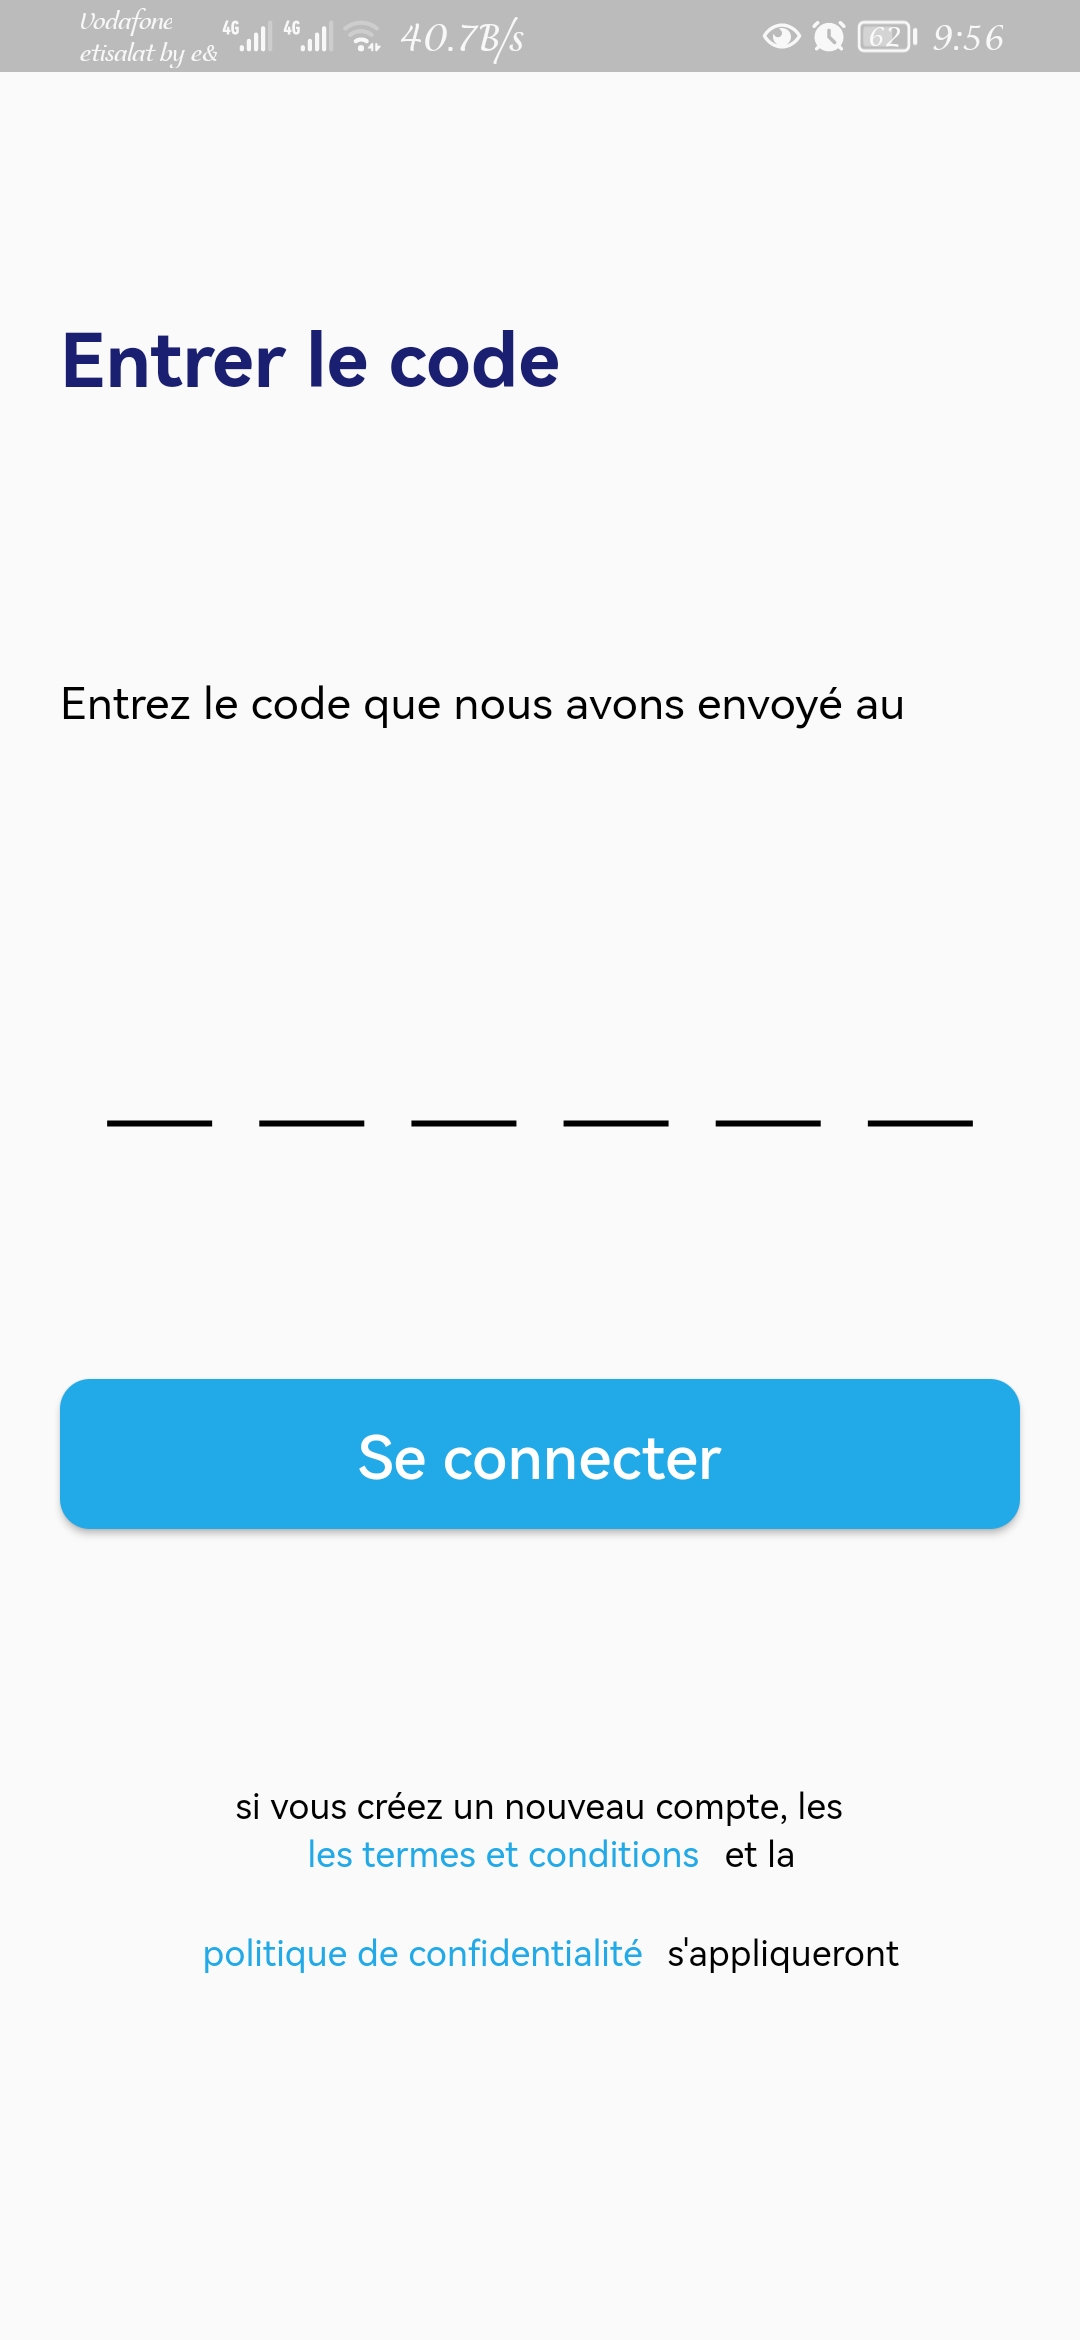 Vodafone
etisalat by e&
4G 4G 40.7B/s 62 9:56
Entrer le code
Entrez le code que nous avons envoyé au
Se connecter
si vous créez un nouveau compte, les
les termes et conditions et la
politique de confidentialité s'appliqueront